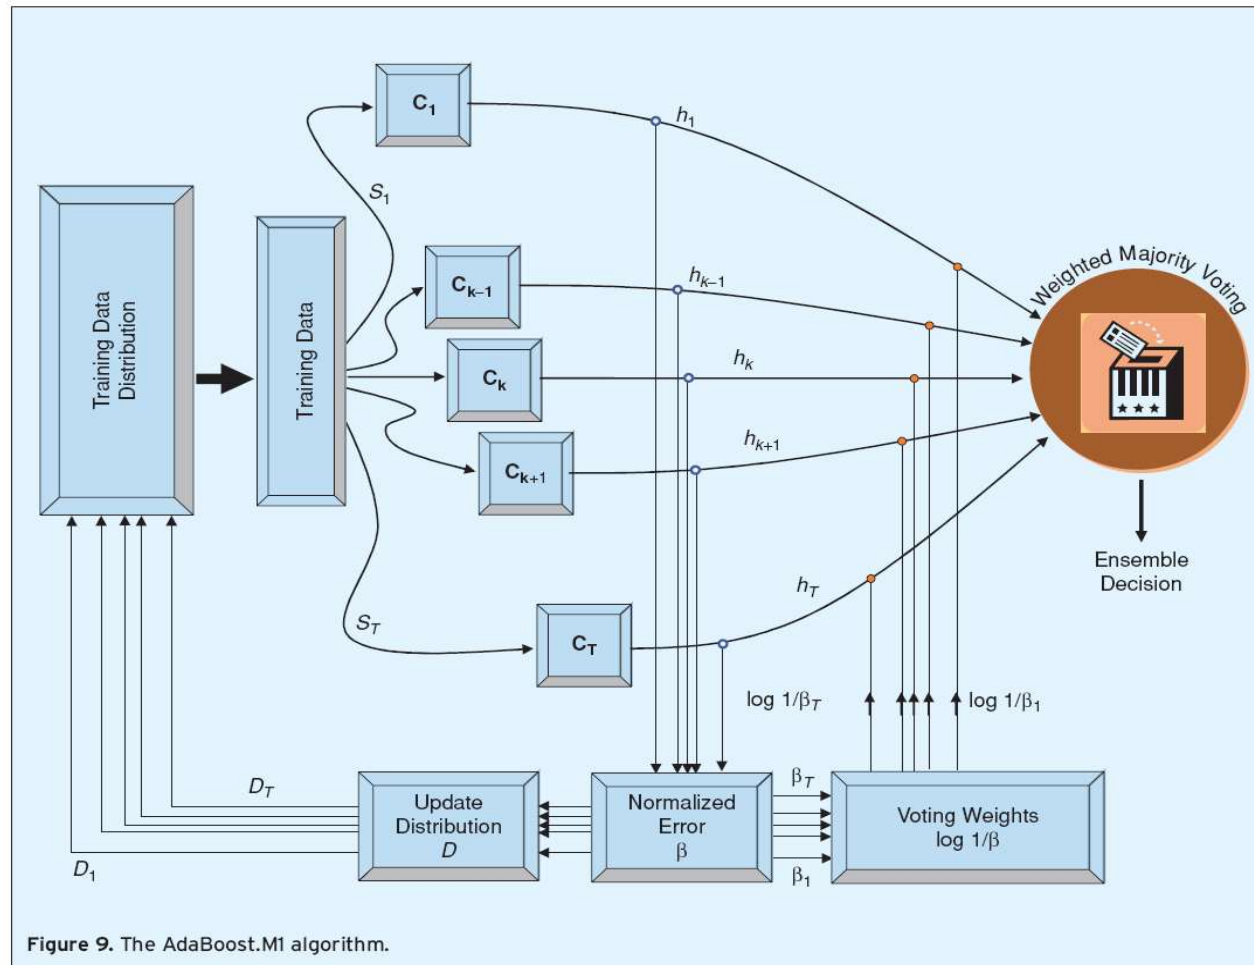 C1
h1
S1
Training Data
Distribution
Training Data
Ck–1
hk–1
Weighted Majority Voting
Ck
hk
Ck+1
hk+1
Ensemble
Decision
hT
ST
CT
log 1/βT
log 1/β1
DT
D1
Update
Distribution
D
Normalized
Error
β
βT
β1
Voting Weights
log 1/β
Figure 9. The AdaBoost.M1 algorithm.